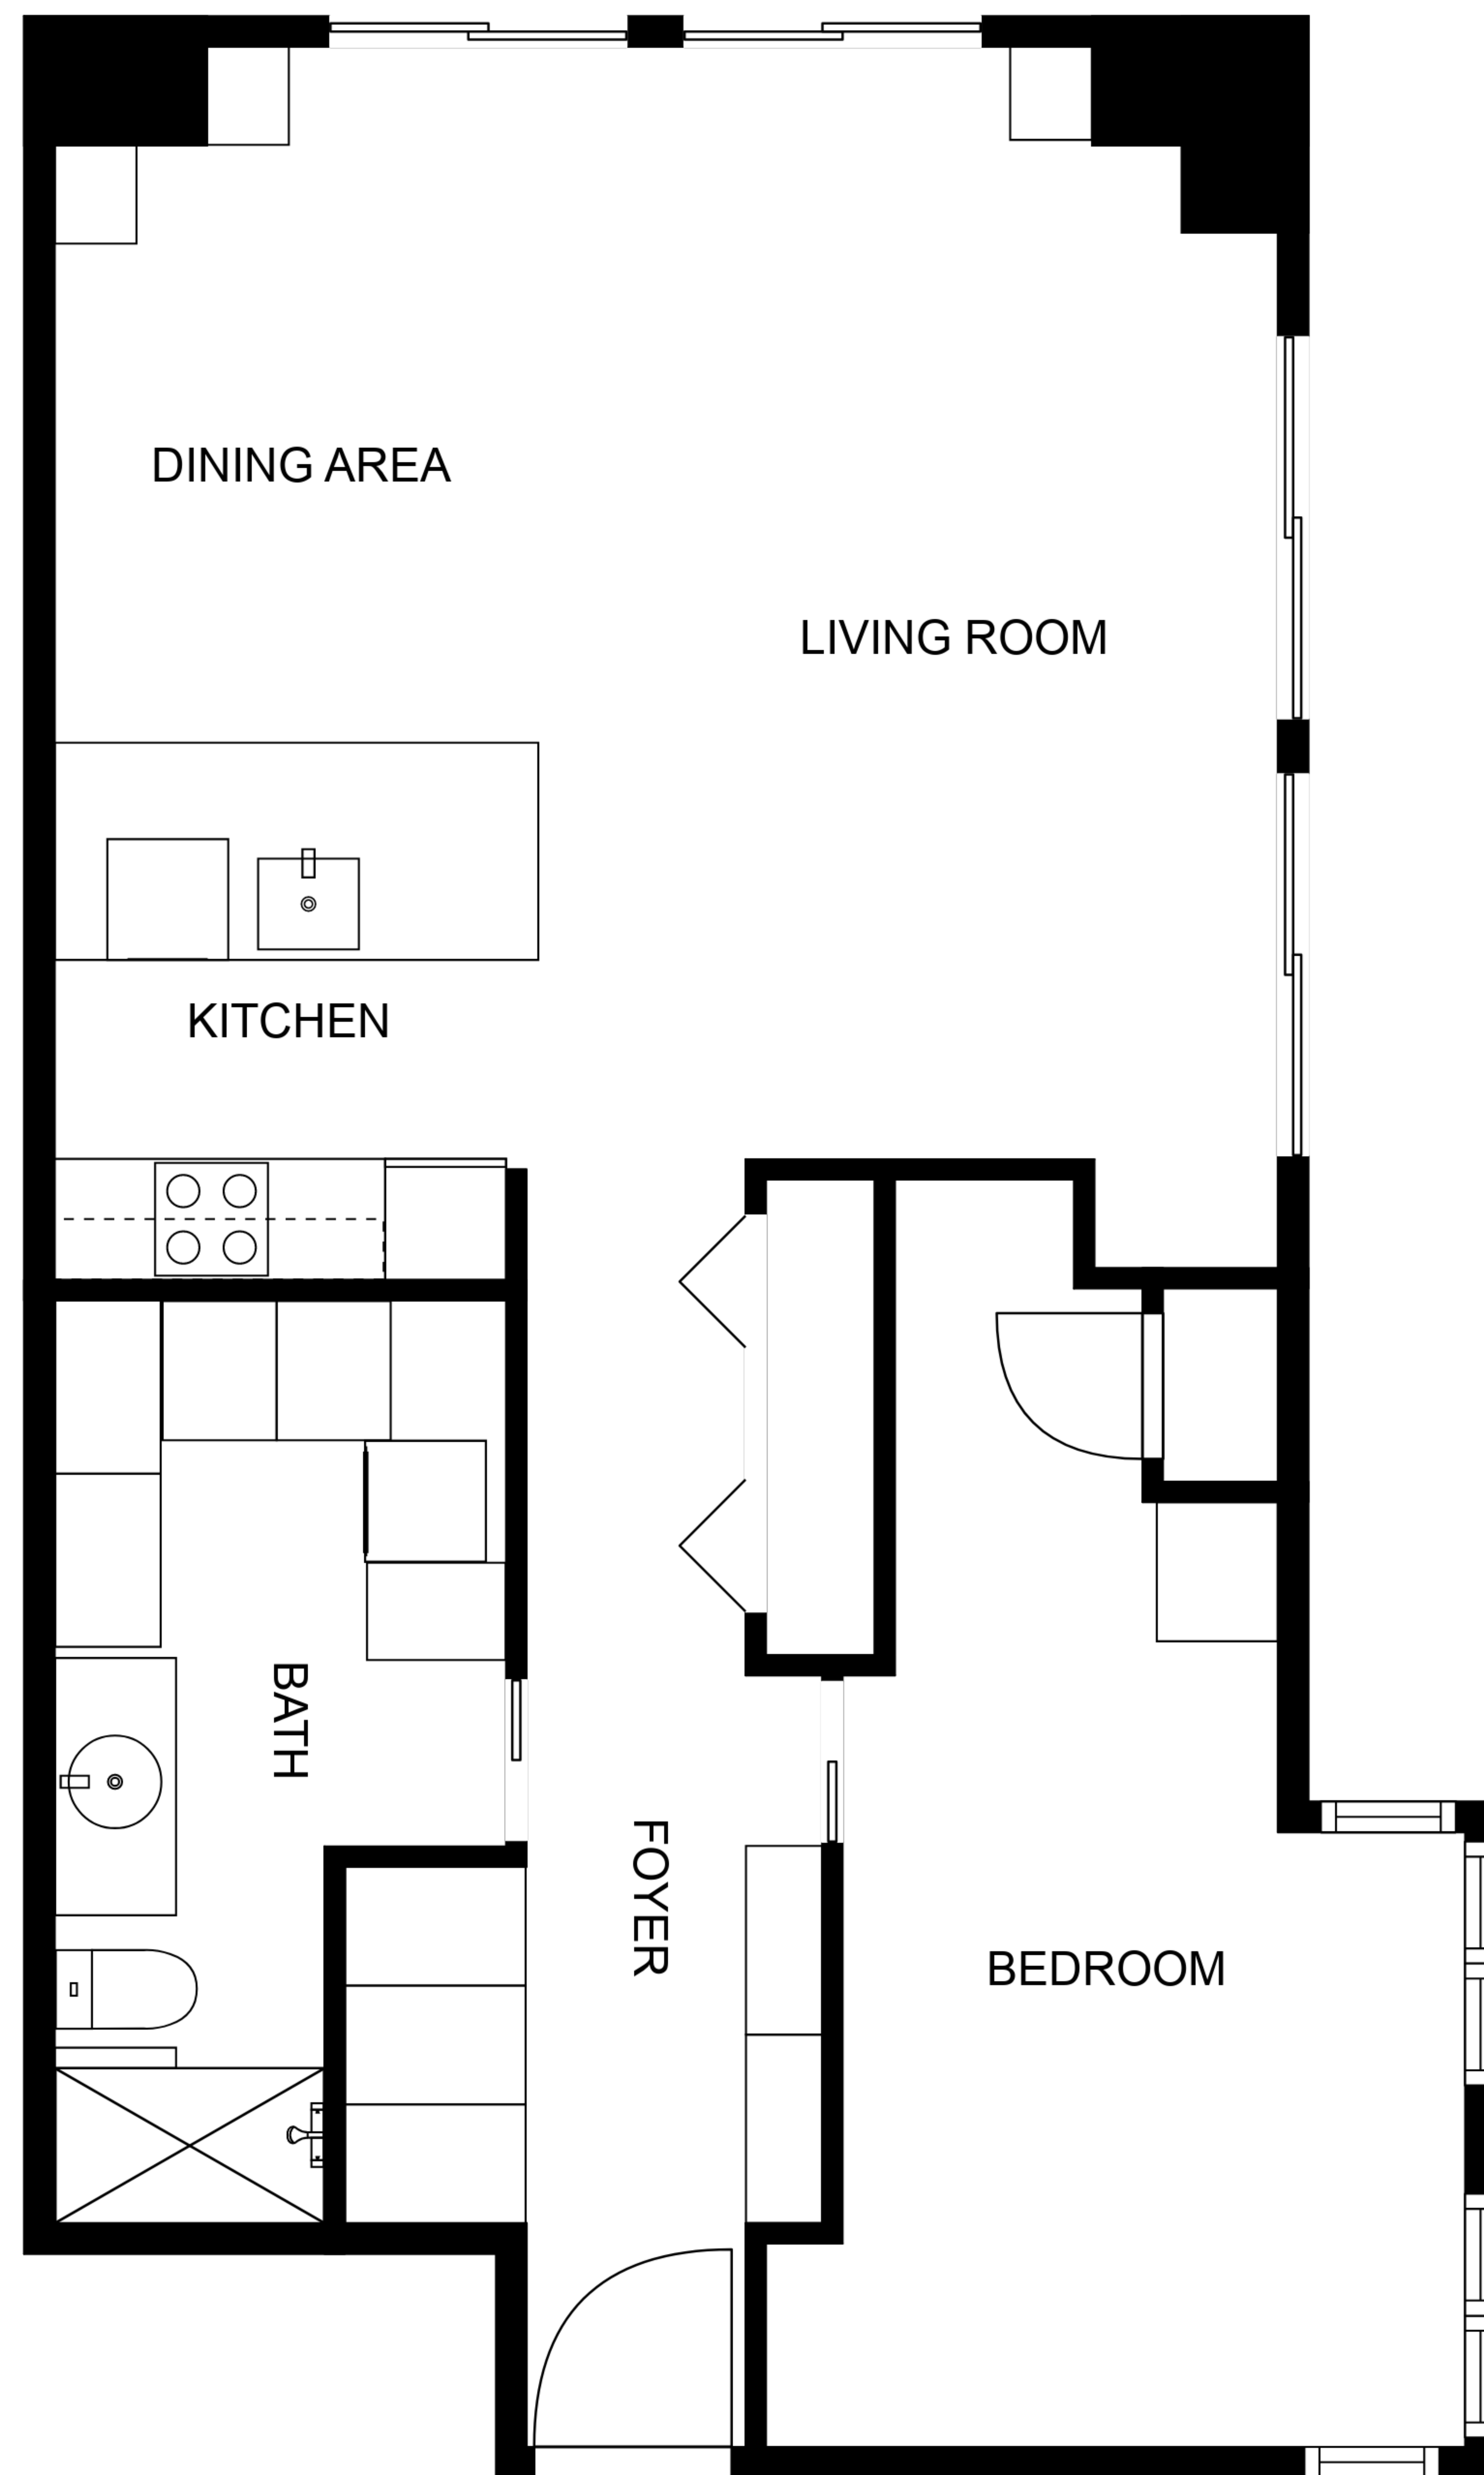 DINING AREA
LIVING ROOM
KITCHEN
BATH
FOYER
BEDROOM